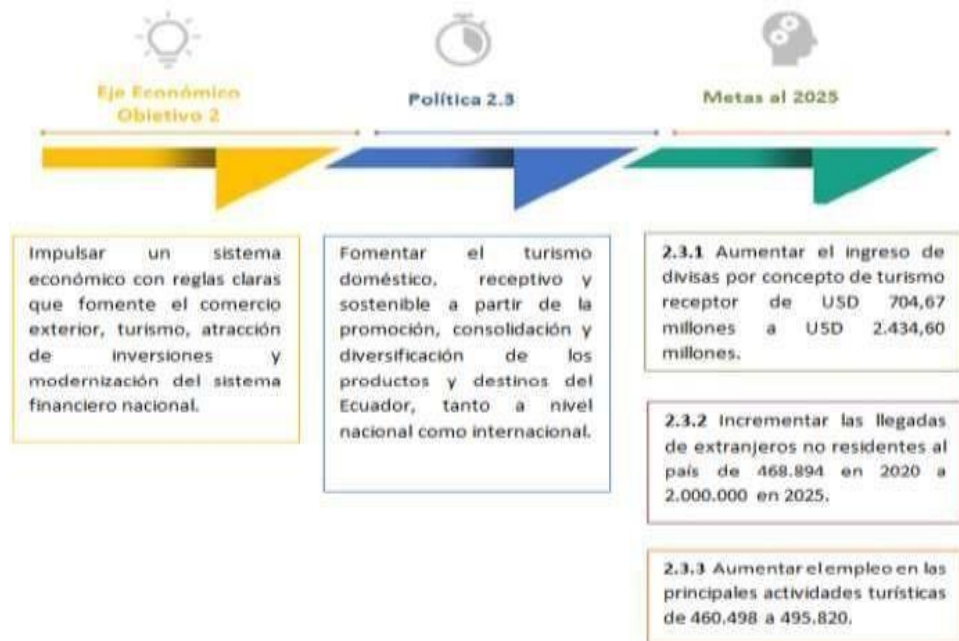 Eje Económico
Objetivo 2
Política 2.3
Metas al 2025
Impulsar un sistema
económico con reglas claras
que fomente el comercio
exterior, turismo, atracción
de inversiones y
modernización del sistema
financiero nacional.
Fomentar el turismo
doméstico, receptivo y
sostenible a partir de la
promoción, consolidación y
diversificación de los
productos y destinos del
Ecuador, tanto a nivel
nacional como internacional.
2.3.1 Aumentar el ingreso de
divisas por concepto de turismo
receptor de USD 704,67
millones a USD 2.434,60
millones.
2.3.2 Incrementar las llegadas
de extranjeros no residentes al
país de 468.894 en 2020 a
2.000.000 en 2025.
2.3.3 Aumentar el empleo en las
principales actividades turísticas
de 460.498 a 495.820.